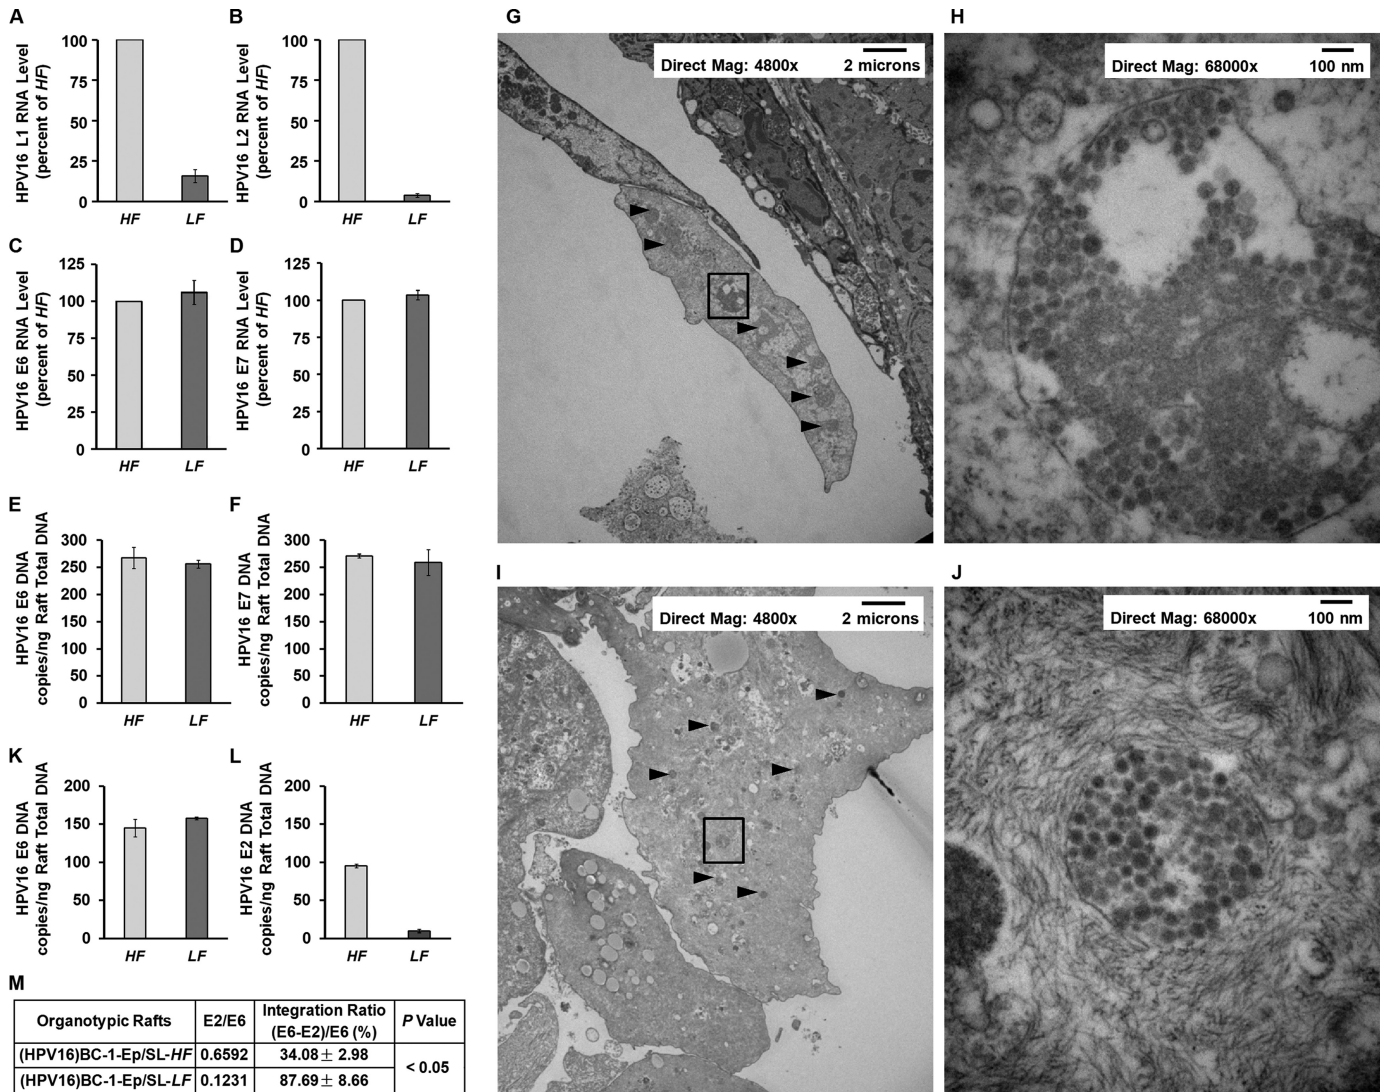 A
HPV16 L1 RNA Level
(percent of HF)
100
75
50
25
0
HF LF
B
HPV16 L2 RNA Level
(percent of HF)
100
75
50
25
0
HF LF
C
HPV16 E6 RNA Level
(percent of HF)
125
100
75
50
25
0
HF LF
D
HPV16 E7 RNA Level
(percent of HF)
125
100
75
50
25
0
HF LF
E
HPV16 E6 DNA
copies/ng Raft Total DNA
300
250
200
150
100
50
0
HF LF
F
HPV16 E7 DNA
copies/ng Raft Total DNA
300
250
200
150
100
50
0
HF LF
G
Direct Mag: 4800x 2 microns
H
Direct Mag: 68000x 100 nm
I
Direct Mag: 4800x 2 microns
J
Direct Mag: 68000x 100 nm
K
HPV16 E6 DNA
copies/ng Raft Total DNA
200
150
100
50
0
HF LF
L
HPV16 E2 DNA
copies/ng Raft Total DNA
200
150
100
50
0
HF LF
M
Organotypic Rafts E2/E6 Integration Ratio (E6-E2)/E6 (%) P Value
(HPV16)BC-1-Ep/SL-HF 0.6592 34.08 ± 2.98 < 0.05
(HPV16)BC-1-Ep/SL-LF 0.1231 87.69 ± 8.66